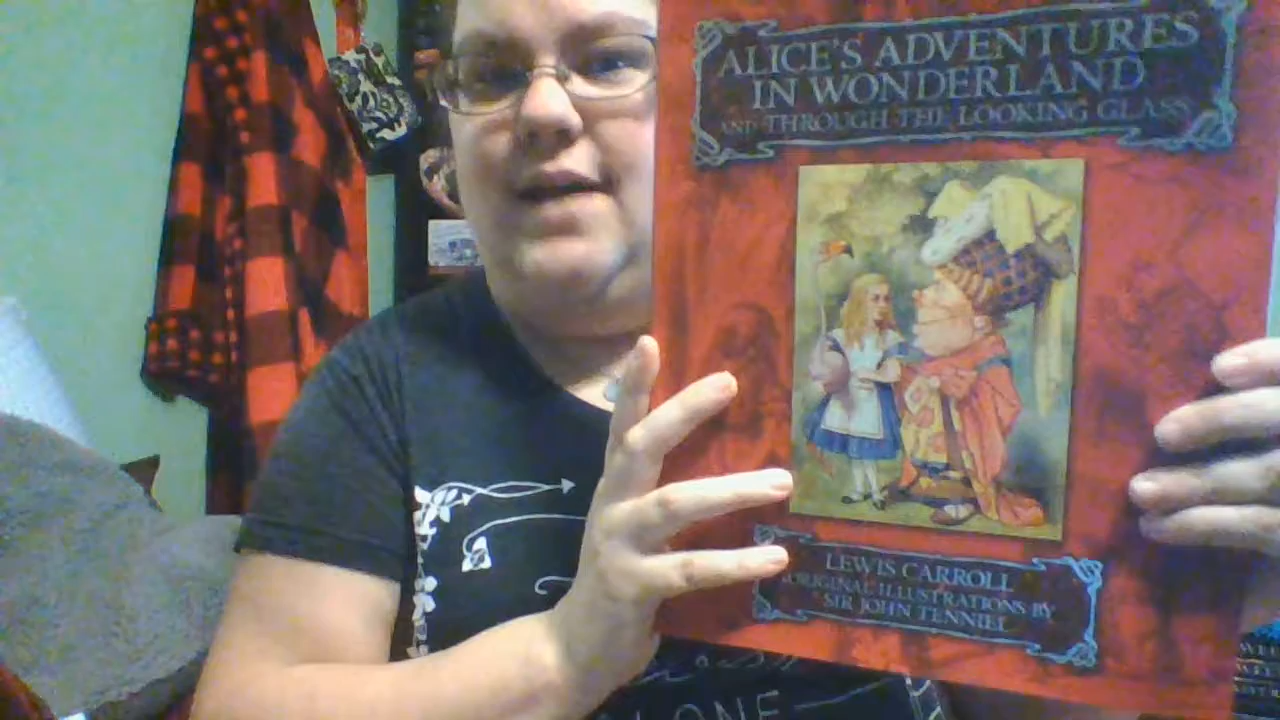 ALICE'S ADVENTURES
IN WONDERLAND
AND THROUGH THE LOOKING GLASS
LEWIS CARROLL
ORIGINAL ILLUSTRATIONS BY
SIR JOHN TENNIEL